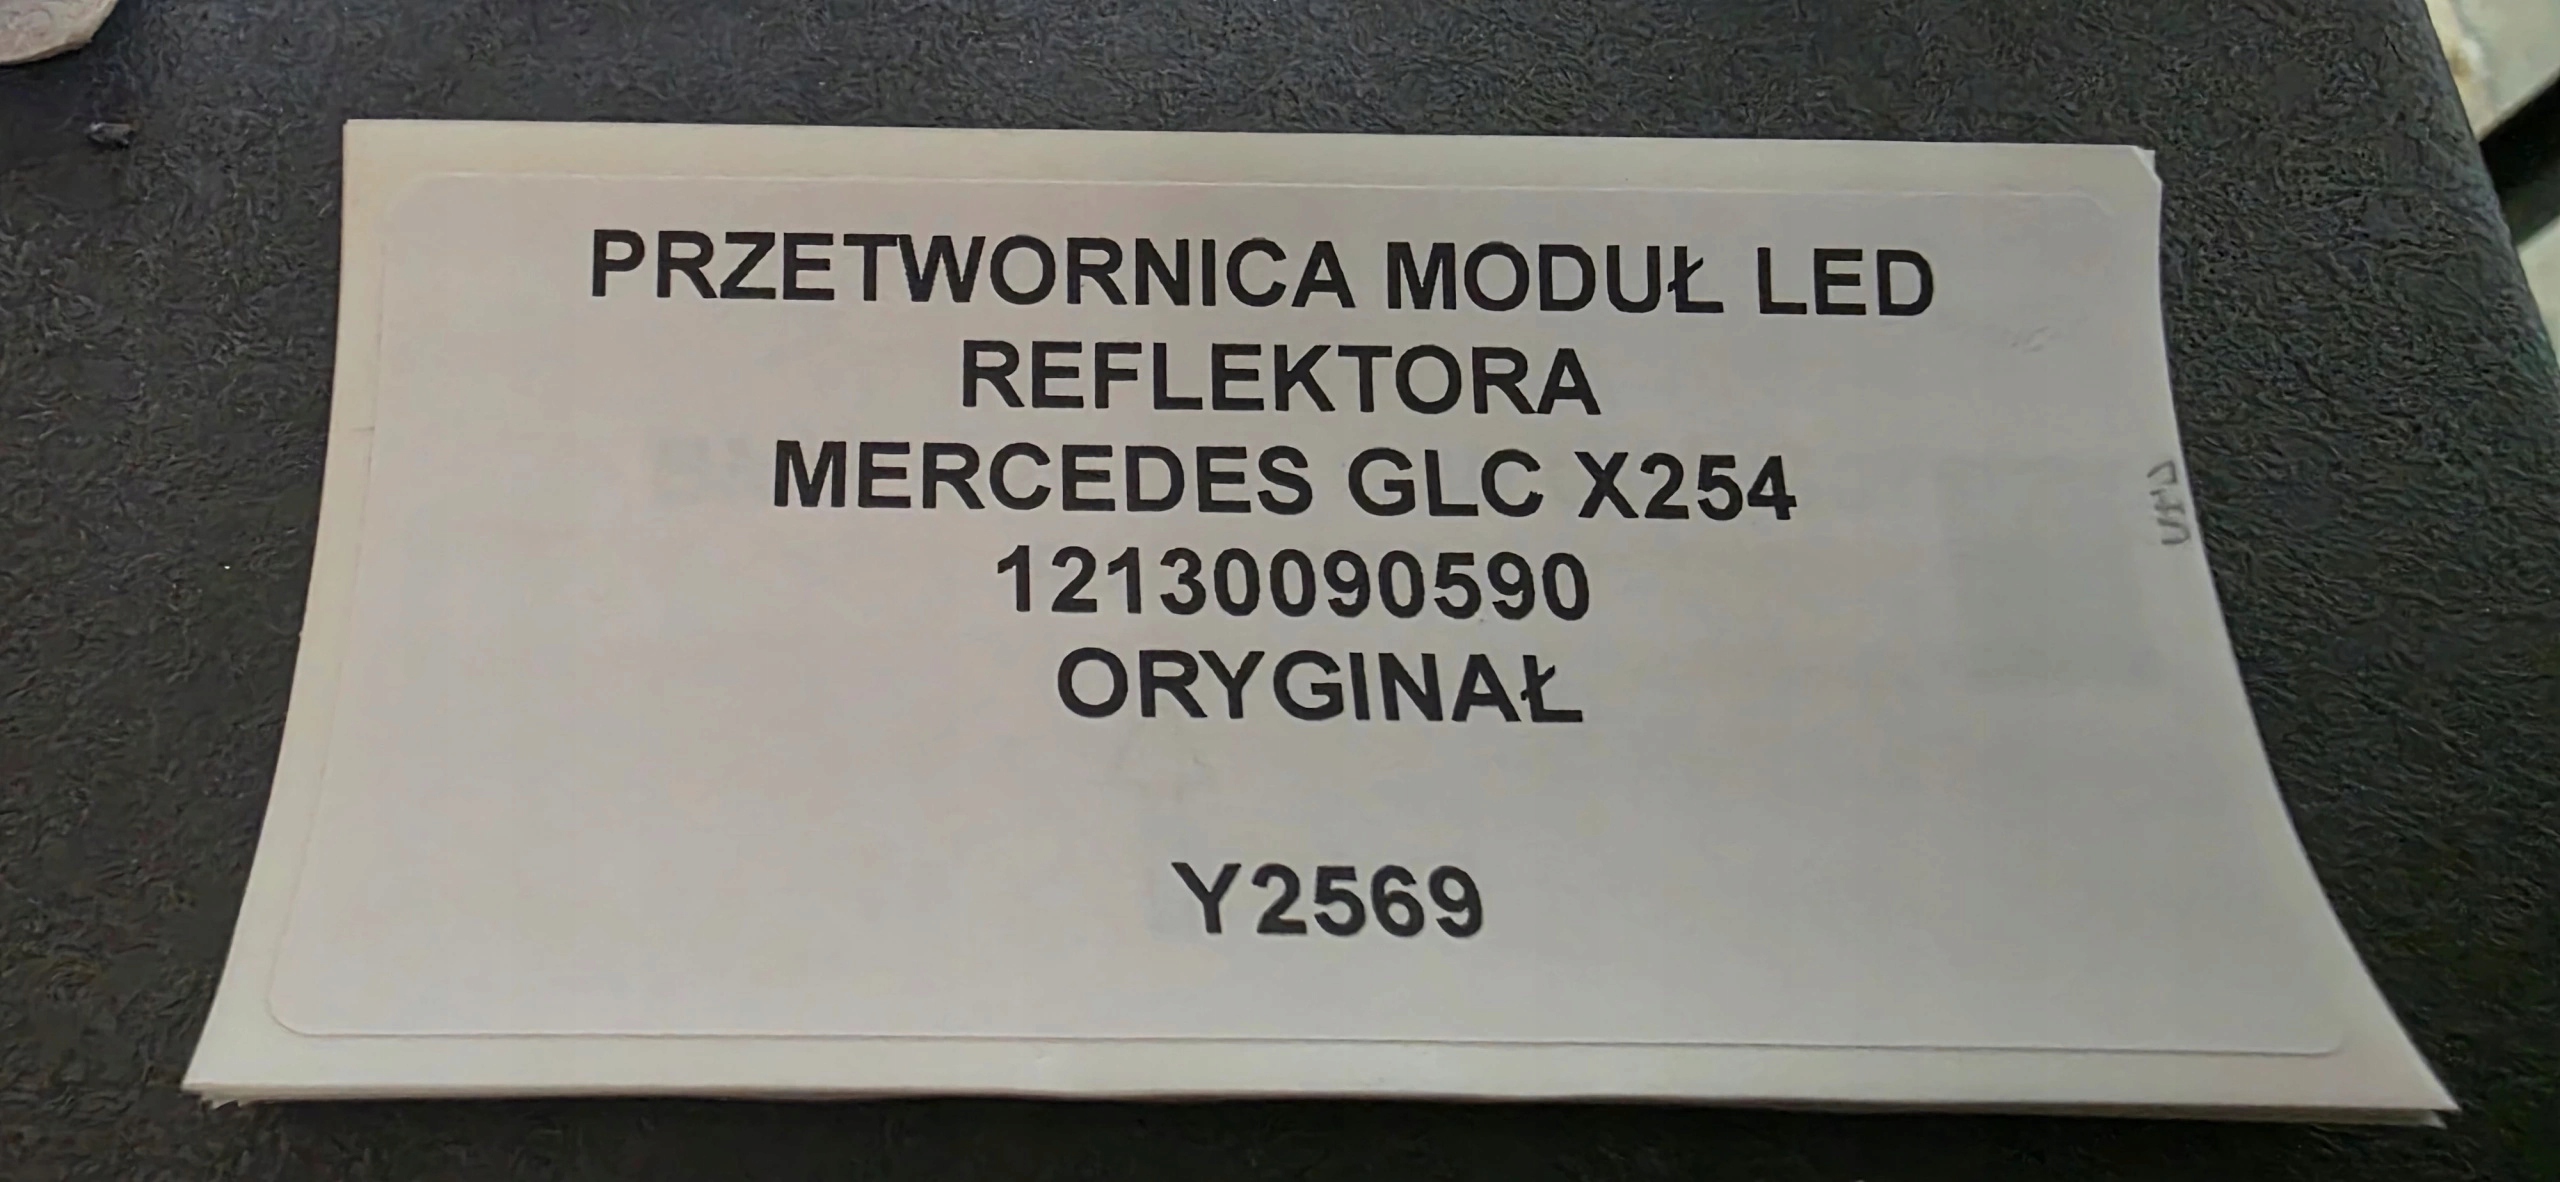 PRZETWORNICA MODUŁ LED
REFLEKTORA
MERCEDES GLC X254
12130090590
ORYGINAŁ
Y2569